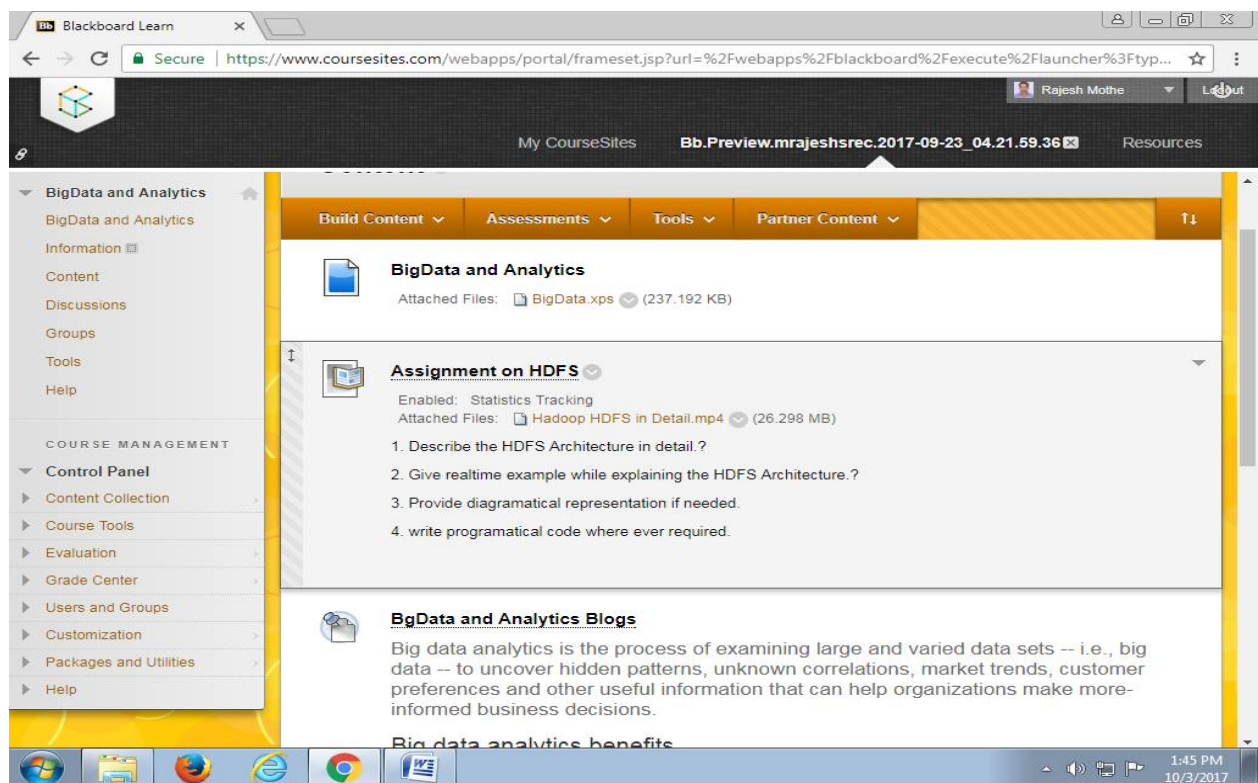 Bb Blackboard Learn
Secure https://www.coursesites.com/webapps/portal/frameset.jsp?url=%2Fwebapps%2Fblackboard%2Fexecute%2Flauncher%3Ftyp...
Rajesh Mothe Logout
My CourseSites Bb.Preview.mrajeshsrec.2017-09-23_04.21.59.36 Resources
BigData and Analytics
BigData and Analytics
Information
Content
Discussions
Groups
Tools
Help
COURSE MANAGEMENT
Control Panel
Content Collection
Course Tools
Evaluation
Grade Center
Users and Groups
Customization
Packages and Utilities
Help
Build Content Assessments Tools Partner Content
BigData and Analytics
Attached Files: BigData.xps (237.192 KB)
Assignment on HDFS
Enabled: Statistics Tracking
Attached Files: Hadoop HDFS in Detail.mp4 (26.298 MB)
1. Describe the HDFS Architecture in detail.?
2. Give realtime example while explaining the HDFS Architecture.?
3. Provide diagramatical representation if needed.
4. write programatical code where ever required.
BgData and Analytics Blogs
Big data analytics is the process of examining large and varied data sets -- i.e., big
data -- to uncover hidden patterns, unknown correlations, market trends, customer
preferences and other useful information that can help organizations make more-
informed business decisions.
Big data analytics benefits
1:45 PM
10/3/2017